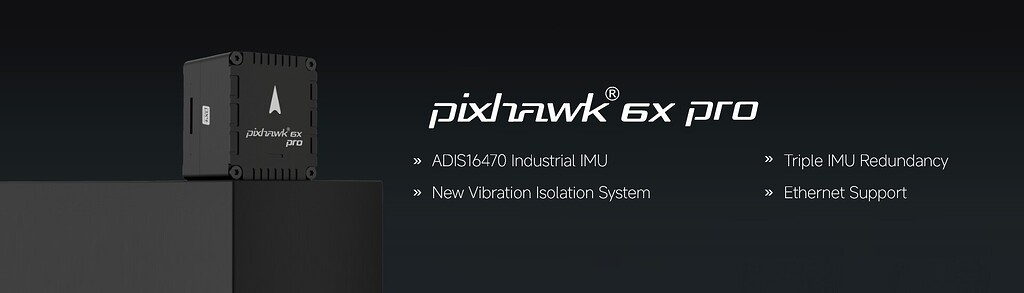 pixhawk® 6x
pro
pixhawk® 6x pro
» ADIS16470 Industrial IMU
» Triple IMU Redundancy
» New Vibration Isolation System
» Ethernet Support